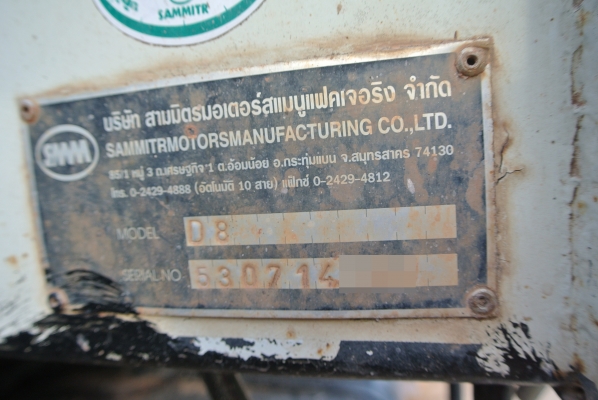 SAMMITR
บริษัท สามมิตรมอเตอร์สแมนูแฟคเจอริง จำกัด
SMM
SAMMITRMOTORSMANUFACTURING CO.,LTD.
85/1 หมู่ 3 ถ.เศรษฐกิจ 1 ต.อ้อมน้อย อ.กระทุ่มแบน จ.สมุทรสาคร 74130
โทร. 0-2429-4888 (อัตโนมัติ 10 สาย) แฟ็กซ์ 0-2429-4812
MODEL D8
SERIAL NO 530714